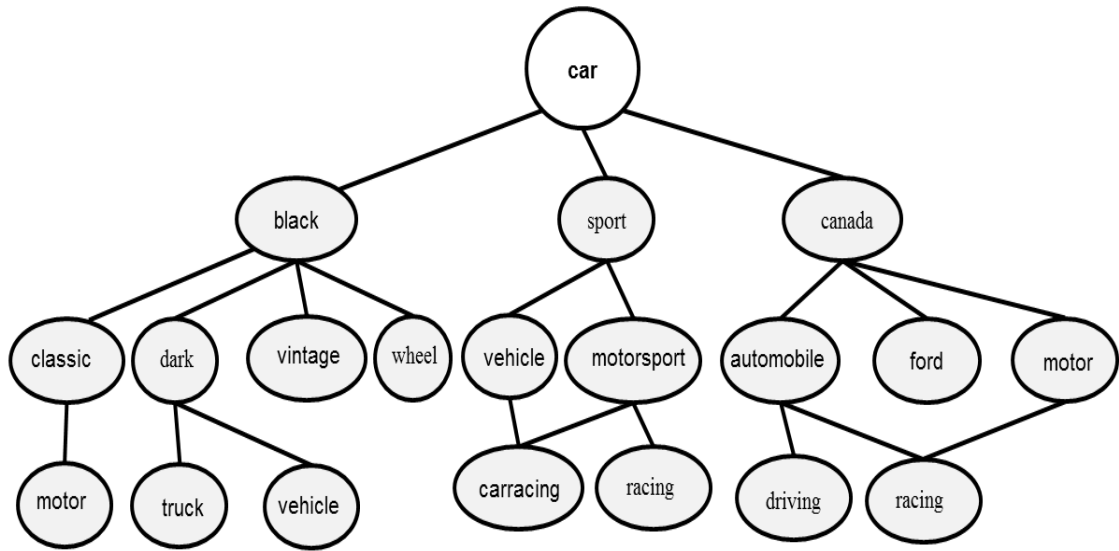 car
black
sport
canada
classic
dark
vintage
wheel
vehicle
motorsport
automobile
ford
motor
motor
truck
vehicle
carracing
racing
driving
racing